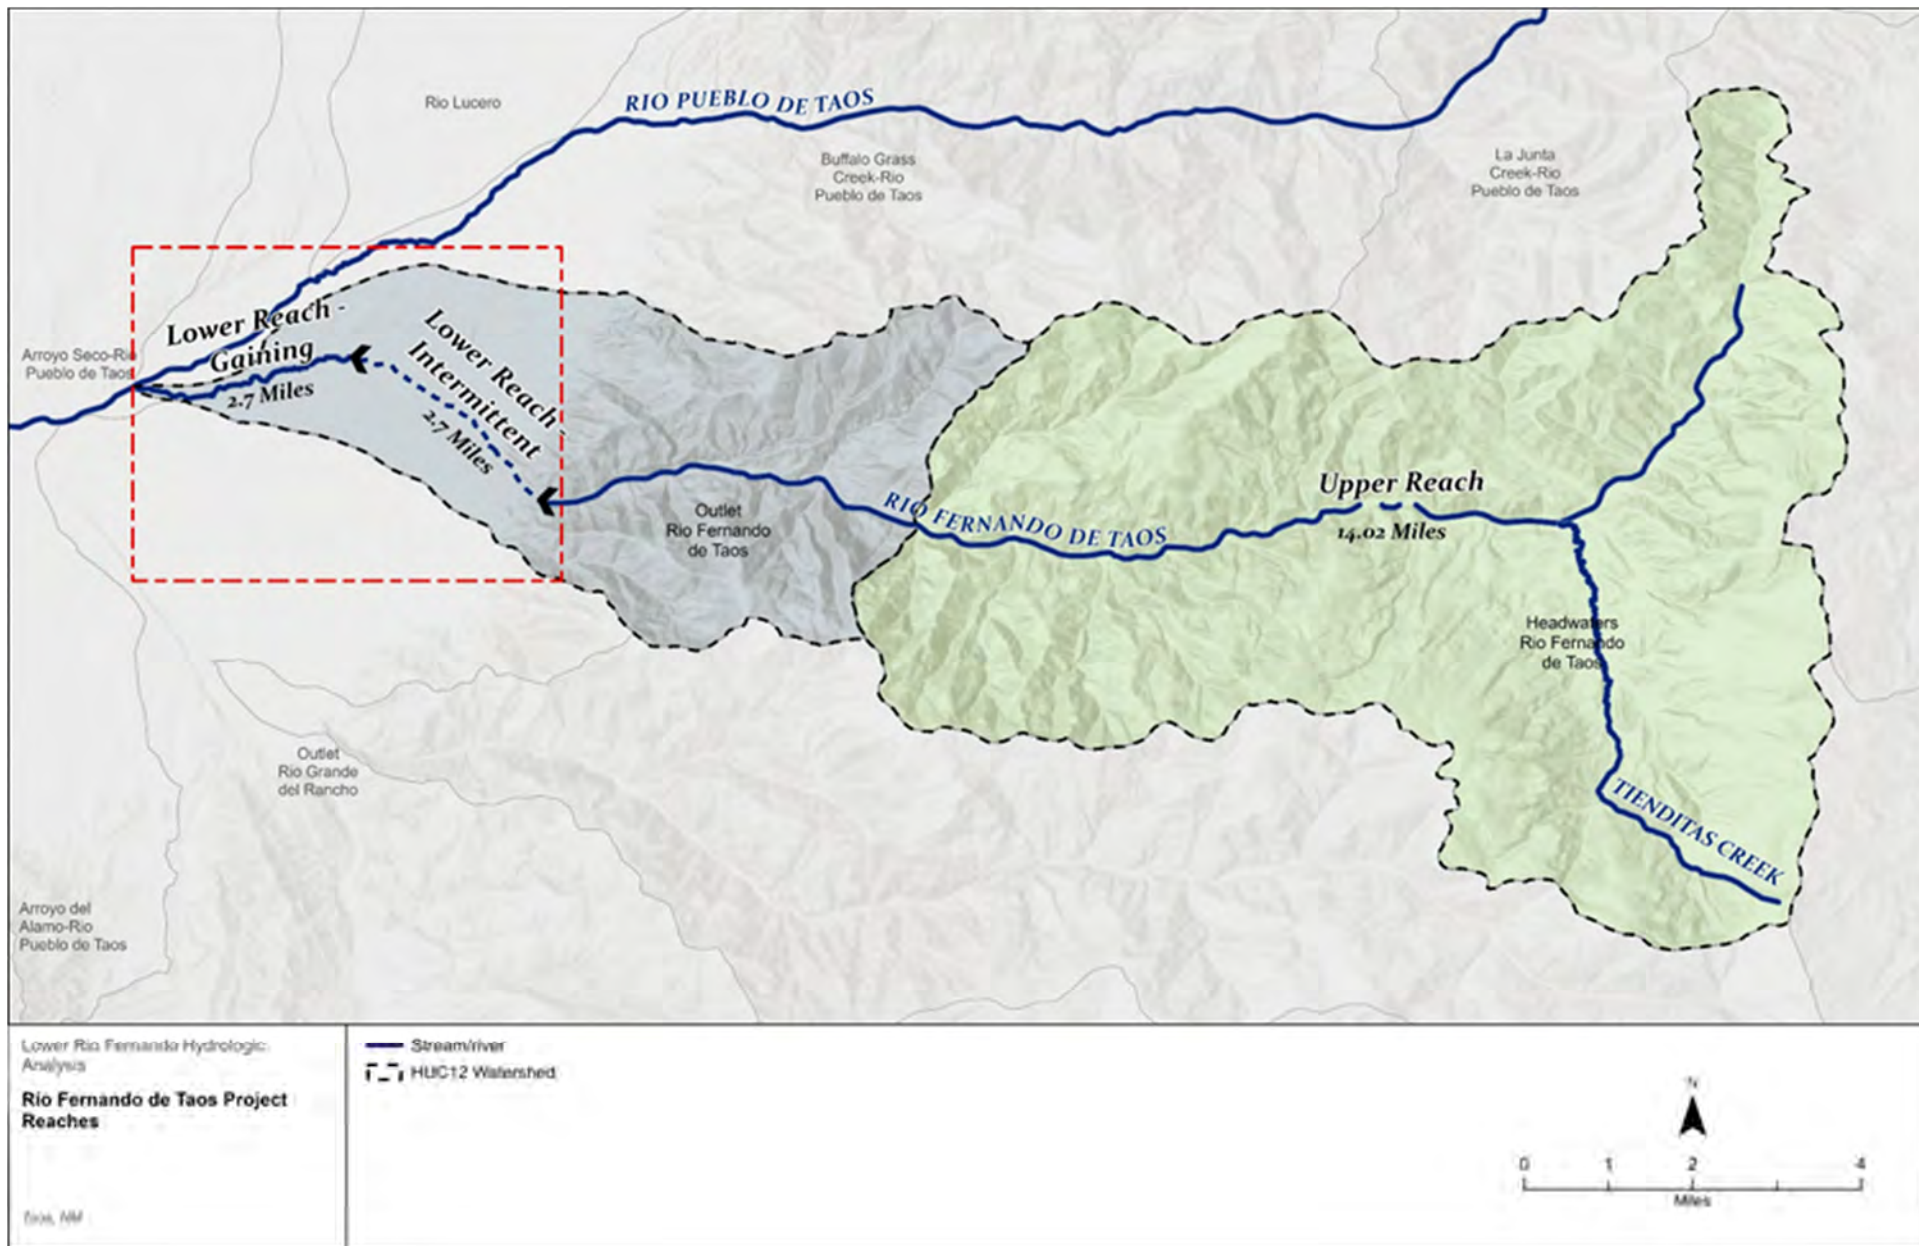 RIO PUEBLO DE TAOS
Rio Lucero
Buffalo Grass
Creek-Rio
Pueblo de Taos
La Junta
Creek-Rio
Pueblo de Taos
Lower Reach -
Gaining
2.7 Miles
Lower Reach -
Intermittent
2.7 Miles
Arroyo Seco-Rio
Pueblo de Taos
Outlet
Rio Fernando
de Taos
RIO FERNANDO DE TAOS
Upper Reach
14.02 Miles
Headwaters
Rio Fernando
de Taos
TIENDITAS CREEK
Outlet
Rio Grande
del Rancho
Arroyo del
Alamo-Rio
Pueblo de Taos
Lower Rio Fernando Hydrologic
Analysis
Rio Fernando de Taos Project
Reaches
Taos, NM
Stream/river
HUC12 Watershed
N
0 1 2 4
Miles